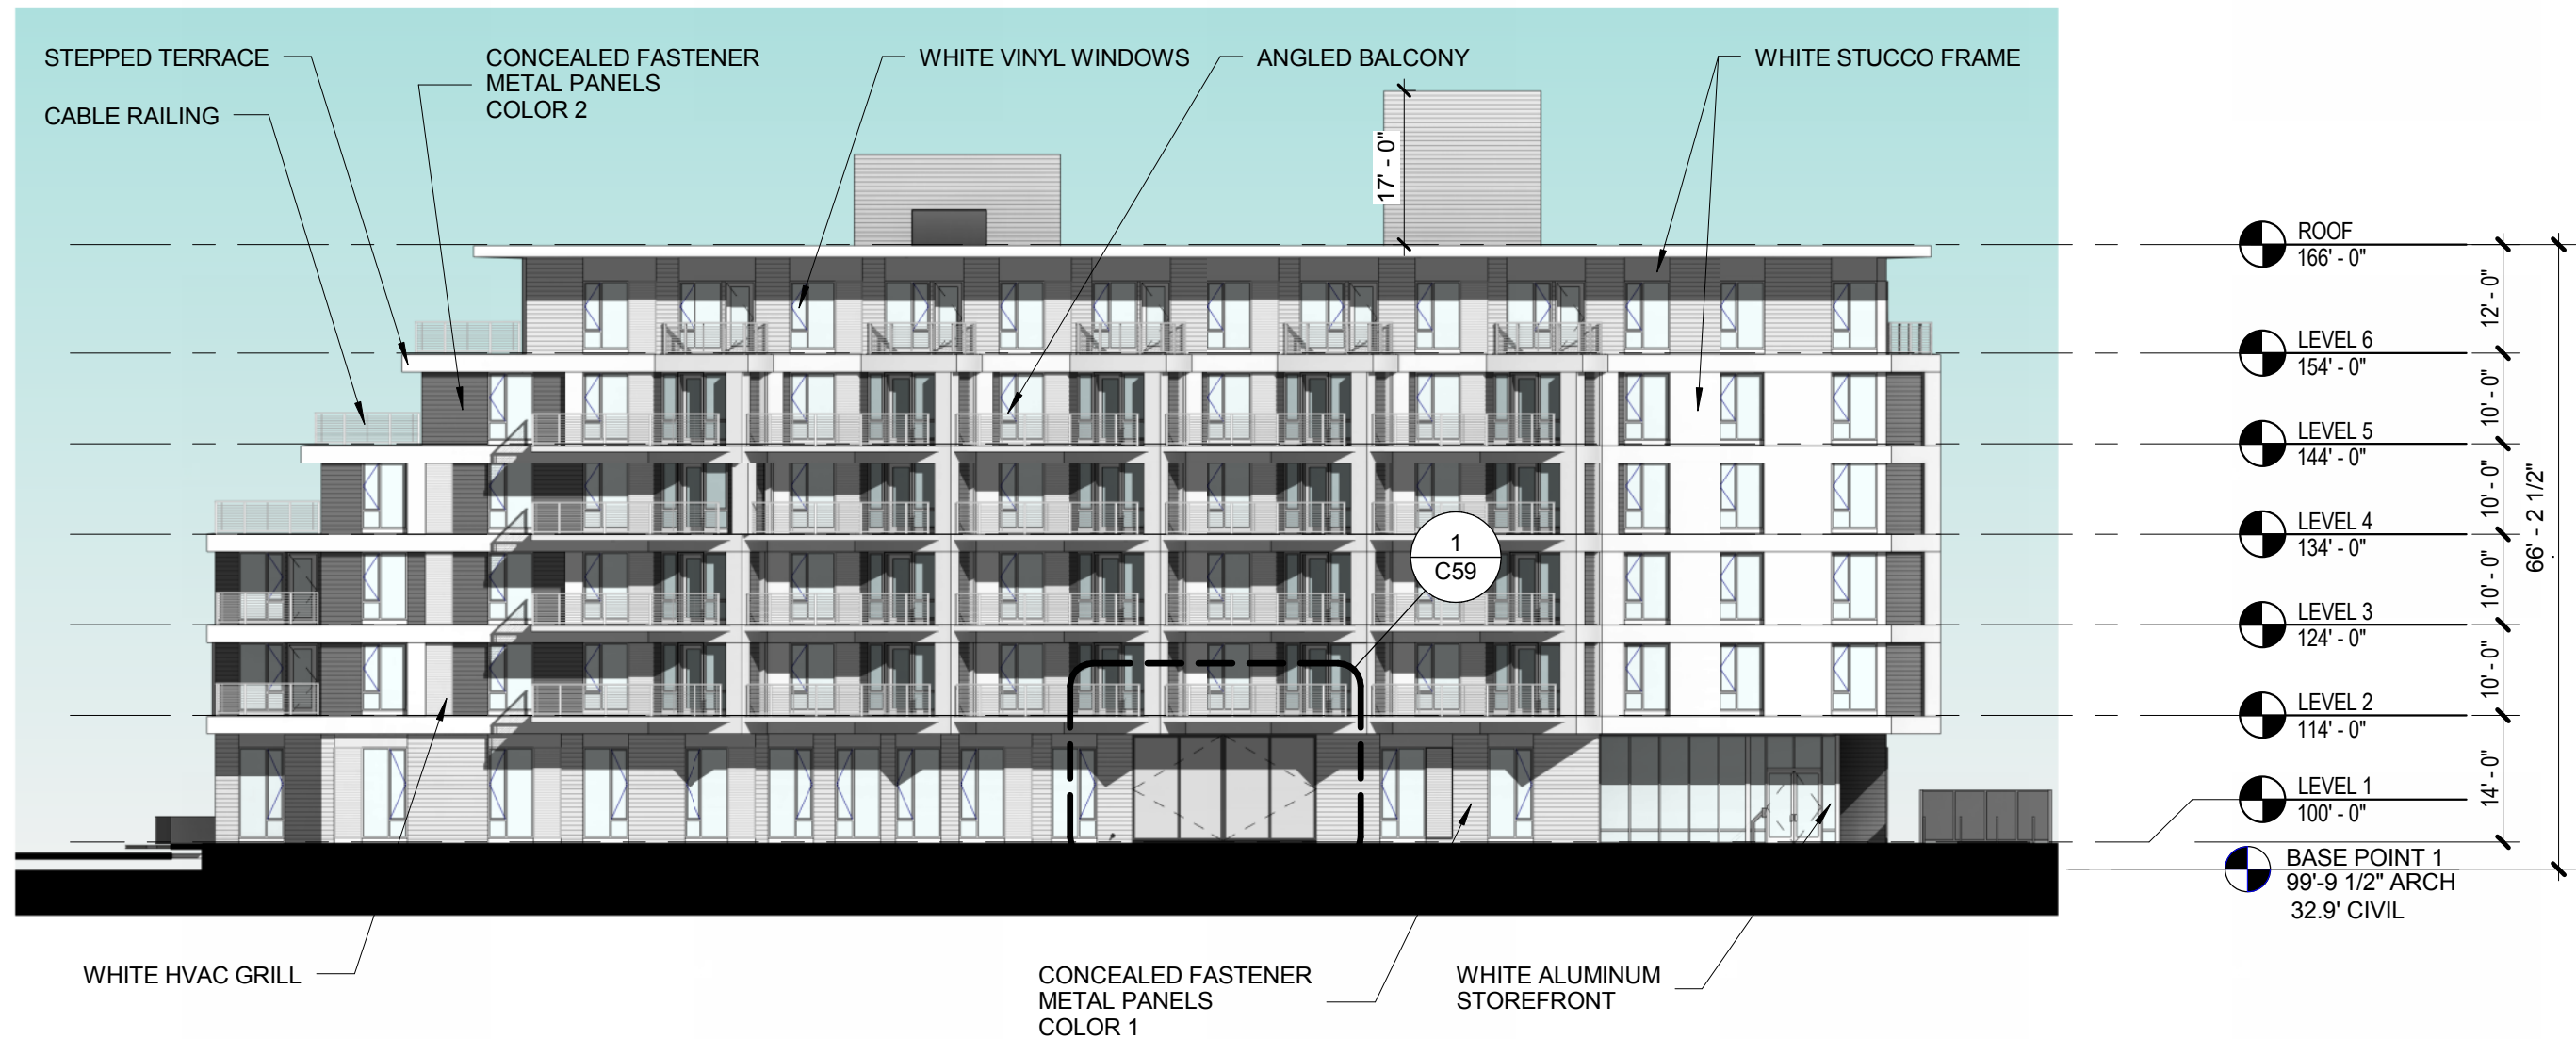 STEPPED TERRACE
CABLE RAILING
CONCEALED FASTENER
METAL PANELS
COLOR 2
WHITE VINYL WINDOWS
ANGLED BALCONY
WHITE STUCCO FRAME
17' - 0"
1
C59
ROOF
166' - 0"
12' - 0"
LEVEL 6
154' - 0"
10' - 0"
LEVEL 5
144' - 0"
10' - 0"
LEVEL 4
134' - 0"
10' - 0"
LEVEL 3
124' - 0"
10' - 0"
LEVEL 2
114' - 0"
14' - 0"
LEVEL 1
100' - 0"
66' - 2 1/2"
BASE POINT 1
99'-9 1/2" ARCH
32.9' CIVIL
WHITE HVAC GRILL
CONCEALED FASTENER
METAL PANELS
COLOR 1
WHITE ALUMINUM
STOREFRONT